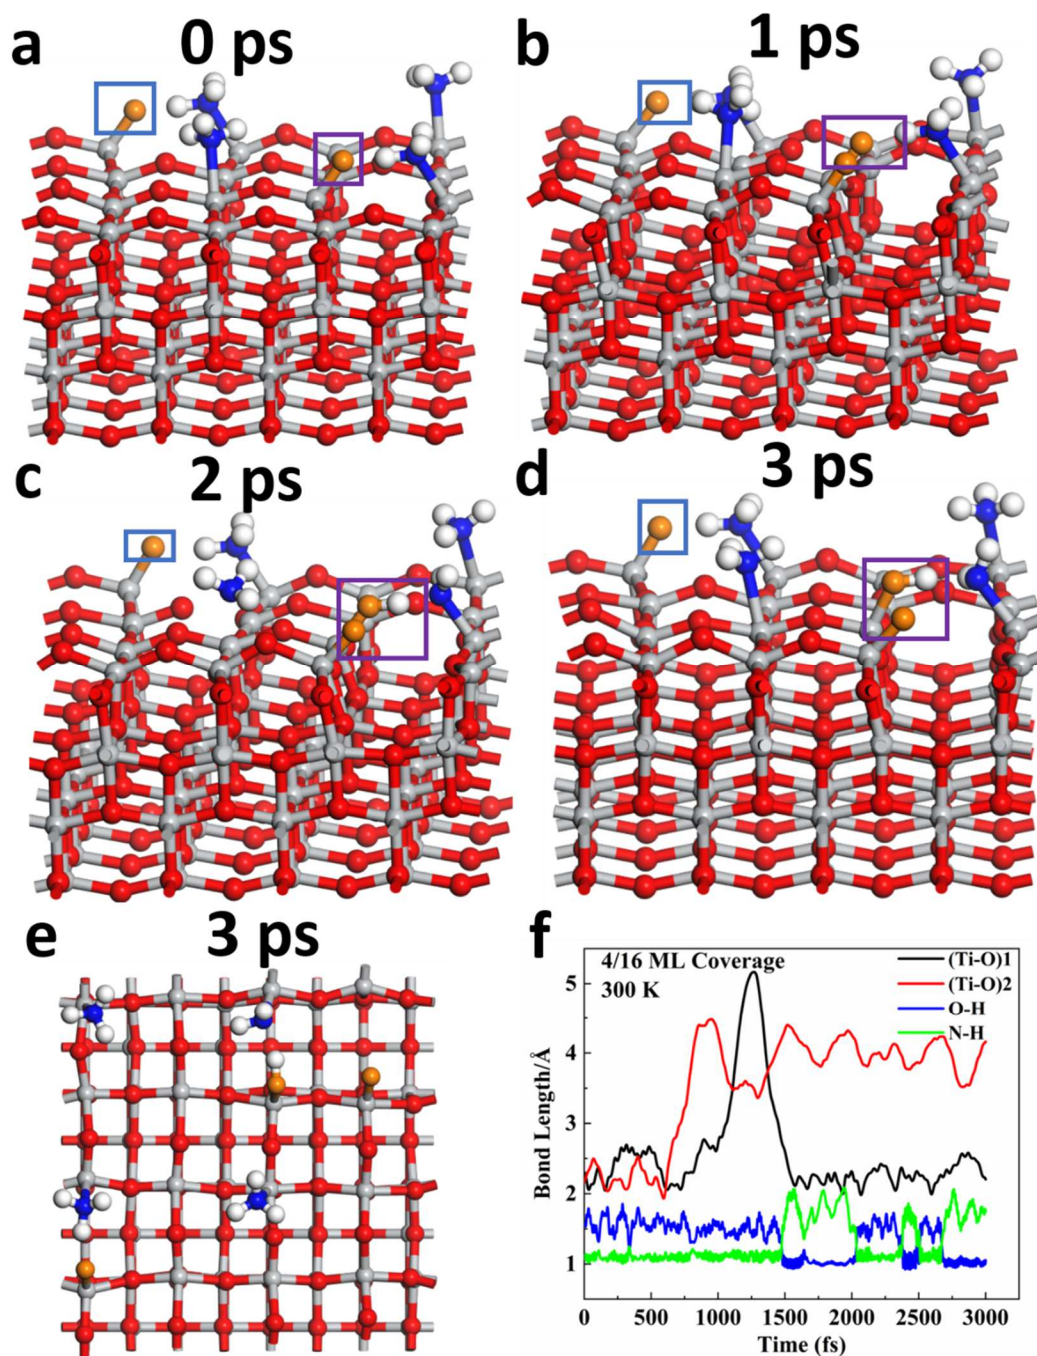 a
0 ps
b
1 ps
c
2 ps
d
3 ps
e
3 ps
f
4/16 ML Coverage
300 K
(Ti-O)1
(Ti-O)2
O-H
N-H
Bond Length/Å
5
4
3
2
1
0
500
1000
1500
2000
2500
3000
Time (fs)